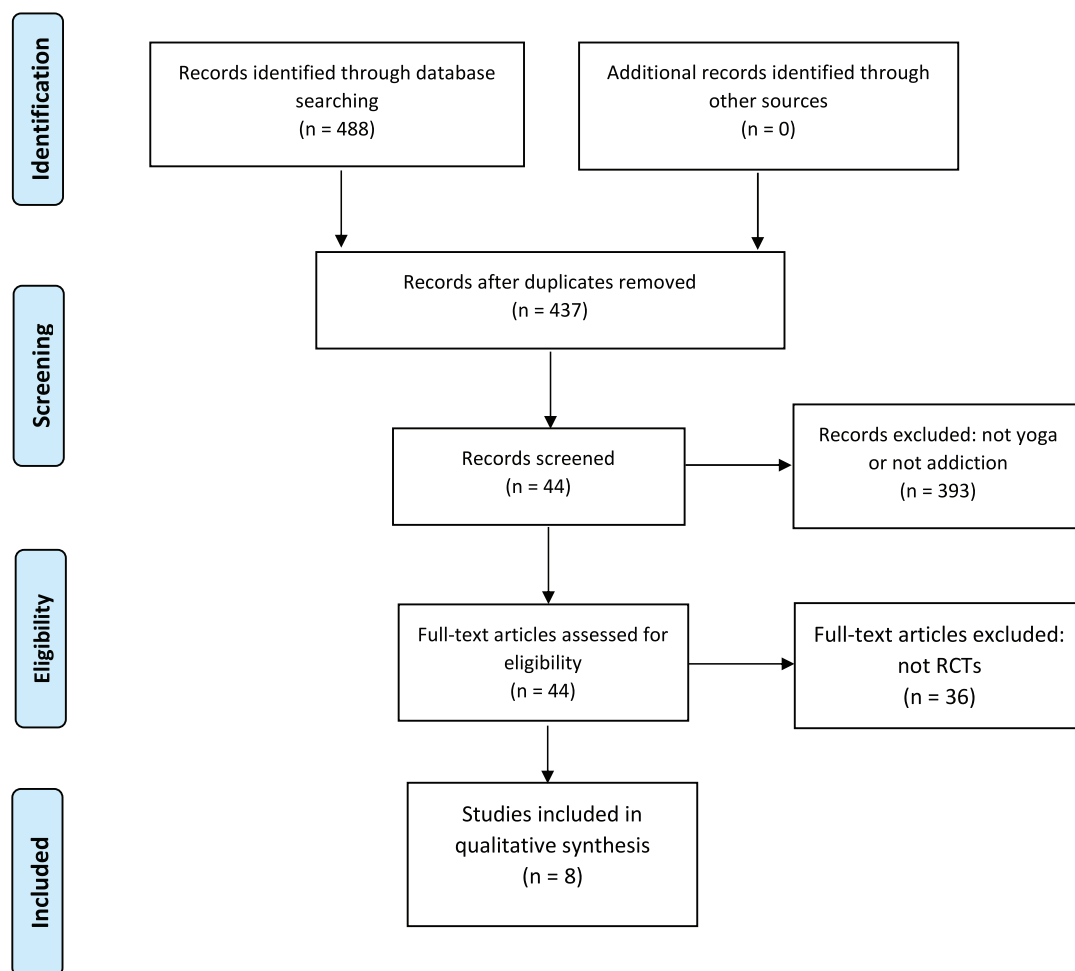 Identification
Records identified through database
searching
(n = 488)
Additional records identified through
other sources
(n = 0)
Records after duplicates removed
(n = 437)
Screening
Records screened
(n = 44)
Records excluded: not yoga
or not addiction
(n = 393)
Eligibility
Full-text articles assessed for
eligibility
(n = 44)
Full-text articles excluded:
not RCTs
(n = 36)
Included
Studies included in
qualitative synthesis
(n = 8)